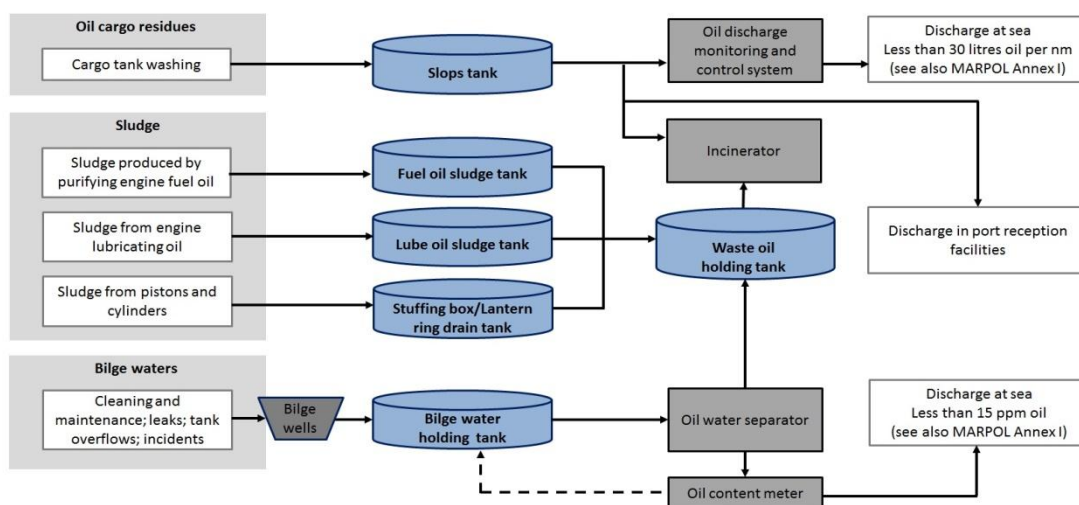 Oil cargo residues
Cargo tank washing
Slops tank
Oil discharge
monitoring and
control system
Discharge at sea
Less than 30 litres oil per nm
(see also MARPOL Annex I)
Sludge
Sludge produced by
purifying engine fuel oil
Fuel oil sludge tank
Incinerator
Sludge from engine
lubricating oil
Lube oil sludge tank
Waste oil
holding tank
Discharge in port reception
facilities
Sludge from pistons and
cylinders
Stuffing box/Lantern
ring drain tank
Bilge waters
Cleaning and
maintenance; leaks; tank
overflows; incidents
Bilge
wells
Bilge water
holding tank
Oil water separator
Discharge at sea
Less than 15 ppm oil
(see also MARPOL Annex I)
Oil content meter